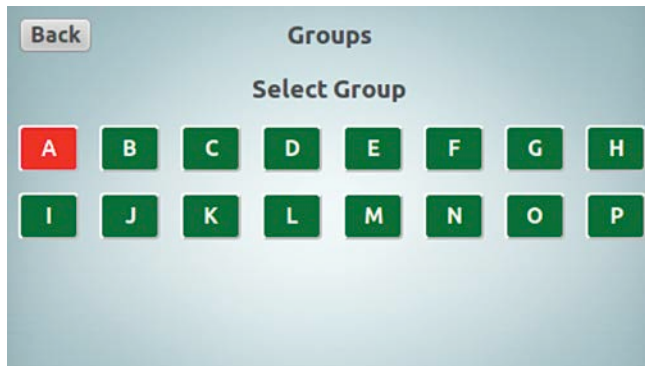 Back Groups
Select Group
A B C D E F G H
I J K L M N O P